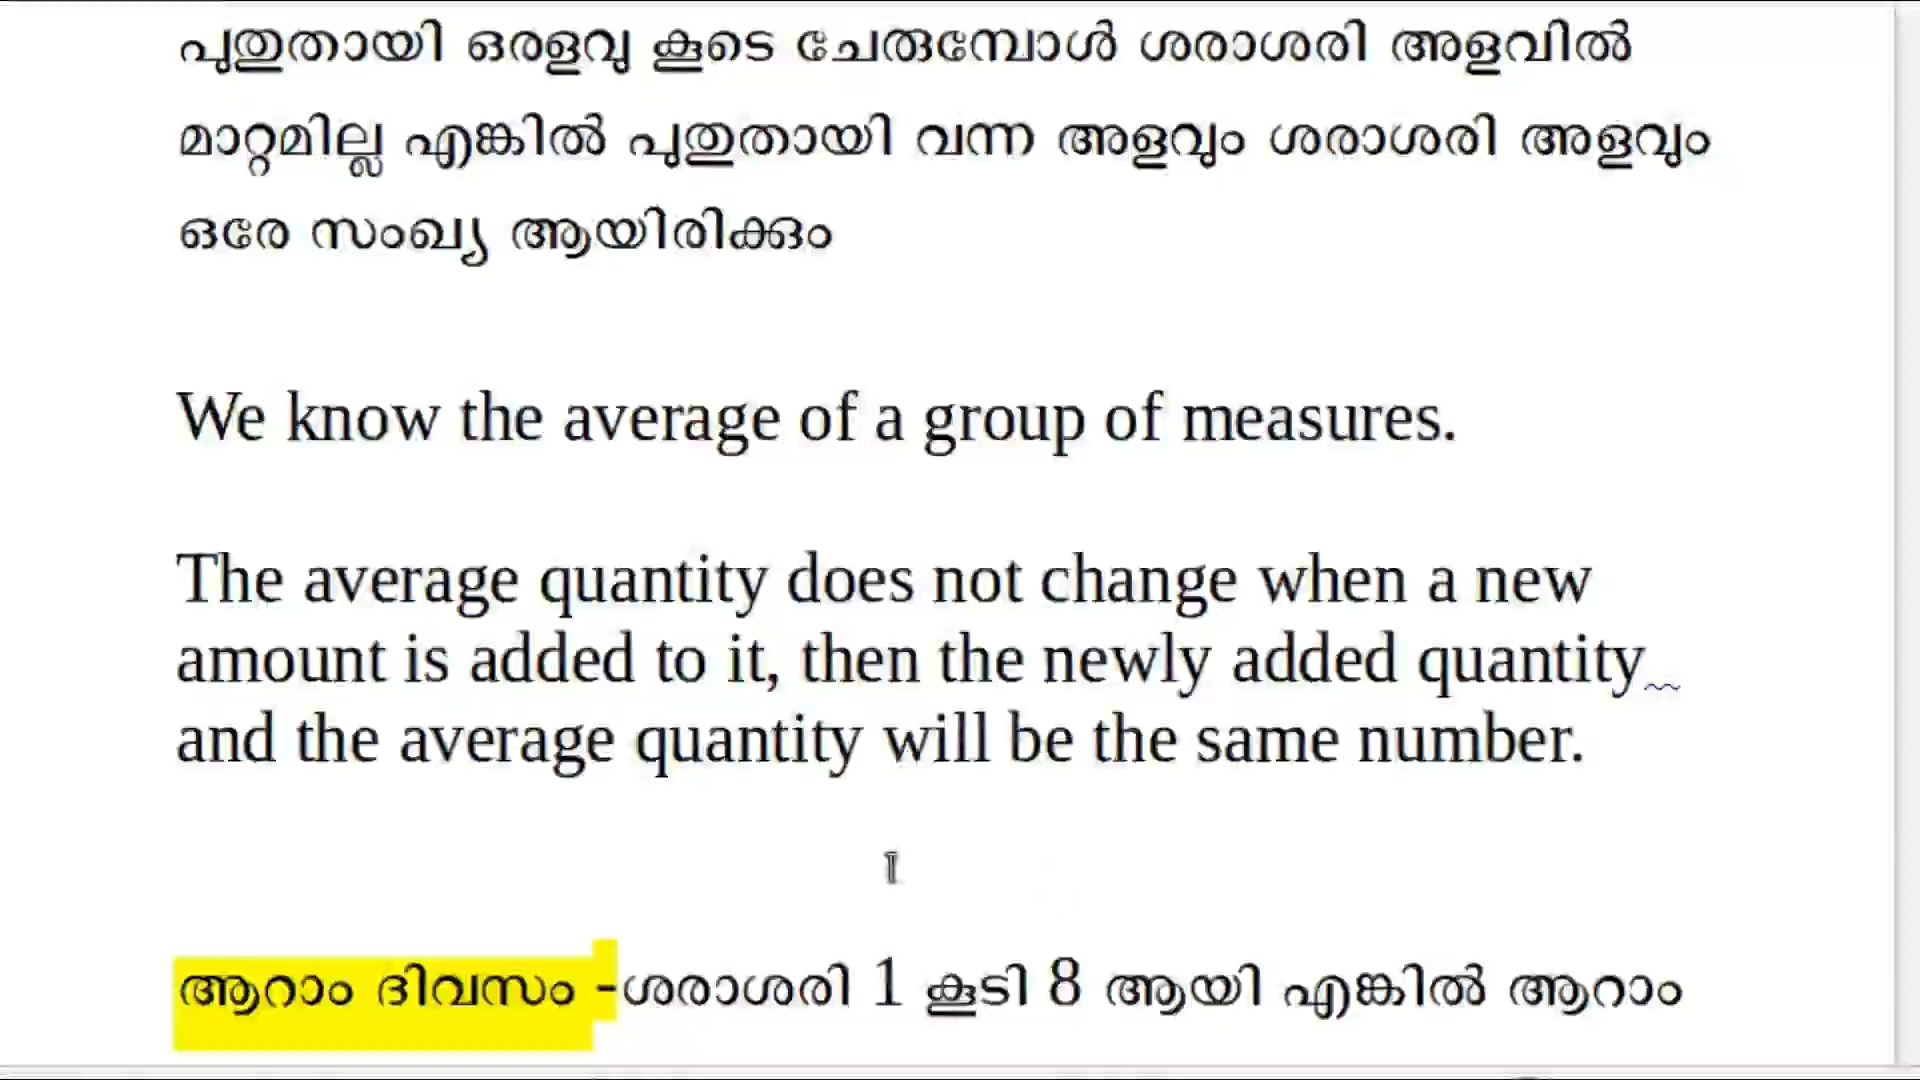 പുതുതായി ഒരളവു കൂടെ ചേരുമ്പോൾ ശരാശരി അളവിൽ
മാറ്റമില്ല എങ്കിൽ പുതുതായി വന്ന അളവും ശരാശരി അളവും
ഒരേ സംഖ്യ ആയിരിക്കും
We know the average of a group of measures.
The average quantity does not change when a new
amount is added to it, then the newly added quantity
and the average quantity will be the same number.
ആറാം ദിവസം -ശരാശരി 1 കൂടി 8 ആയി എങ്കിൽ ആറാം